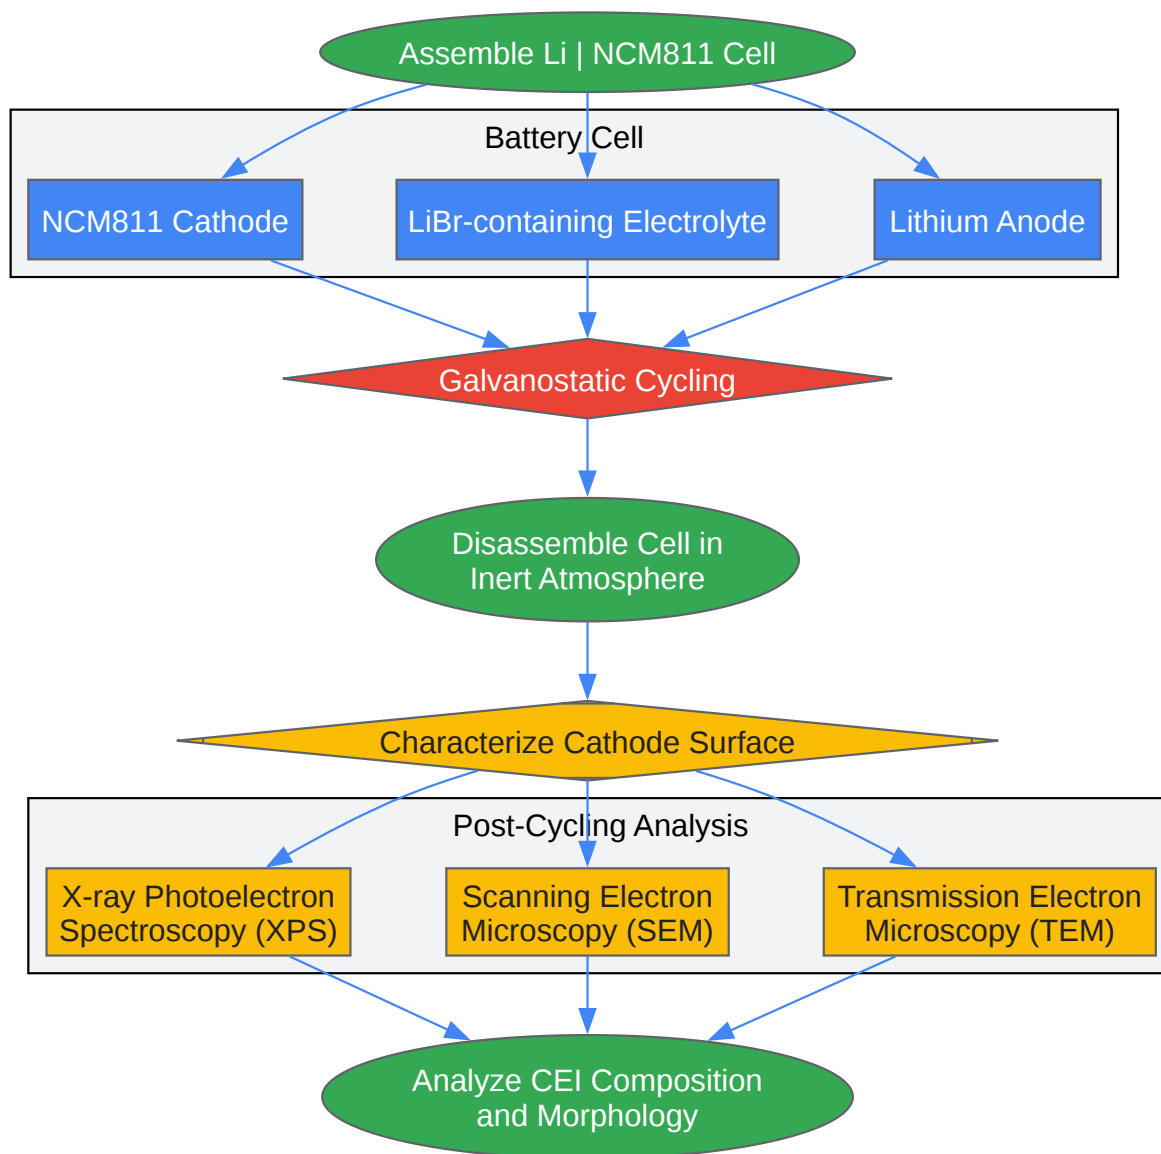 Assemble Li | NCM811 Cell
Battery Cell
NCM811 Cathode
LiBr-containing Electrolyte
Lithium Anode
Galvanostatic Cycling
Disassemble Cell in
Inert Atmosphere
Characterize Cathode Surface
Post-Cycling Analysis
X-ray Photoelectron
Spectroscopy (XPS)
Scanning Electron
Microscopy (SEM)
Transmission Electron
Microscopy (TEM)
Analyze CEI Composition
and Morphology